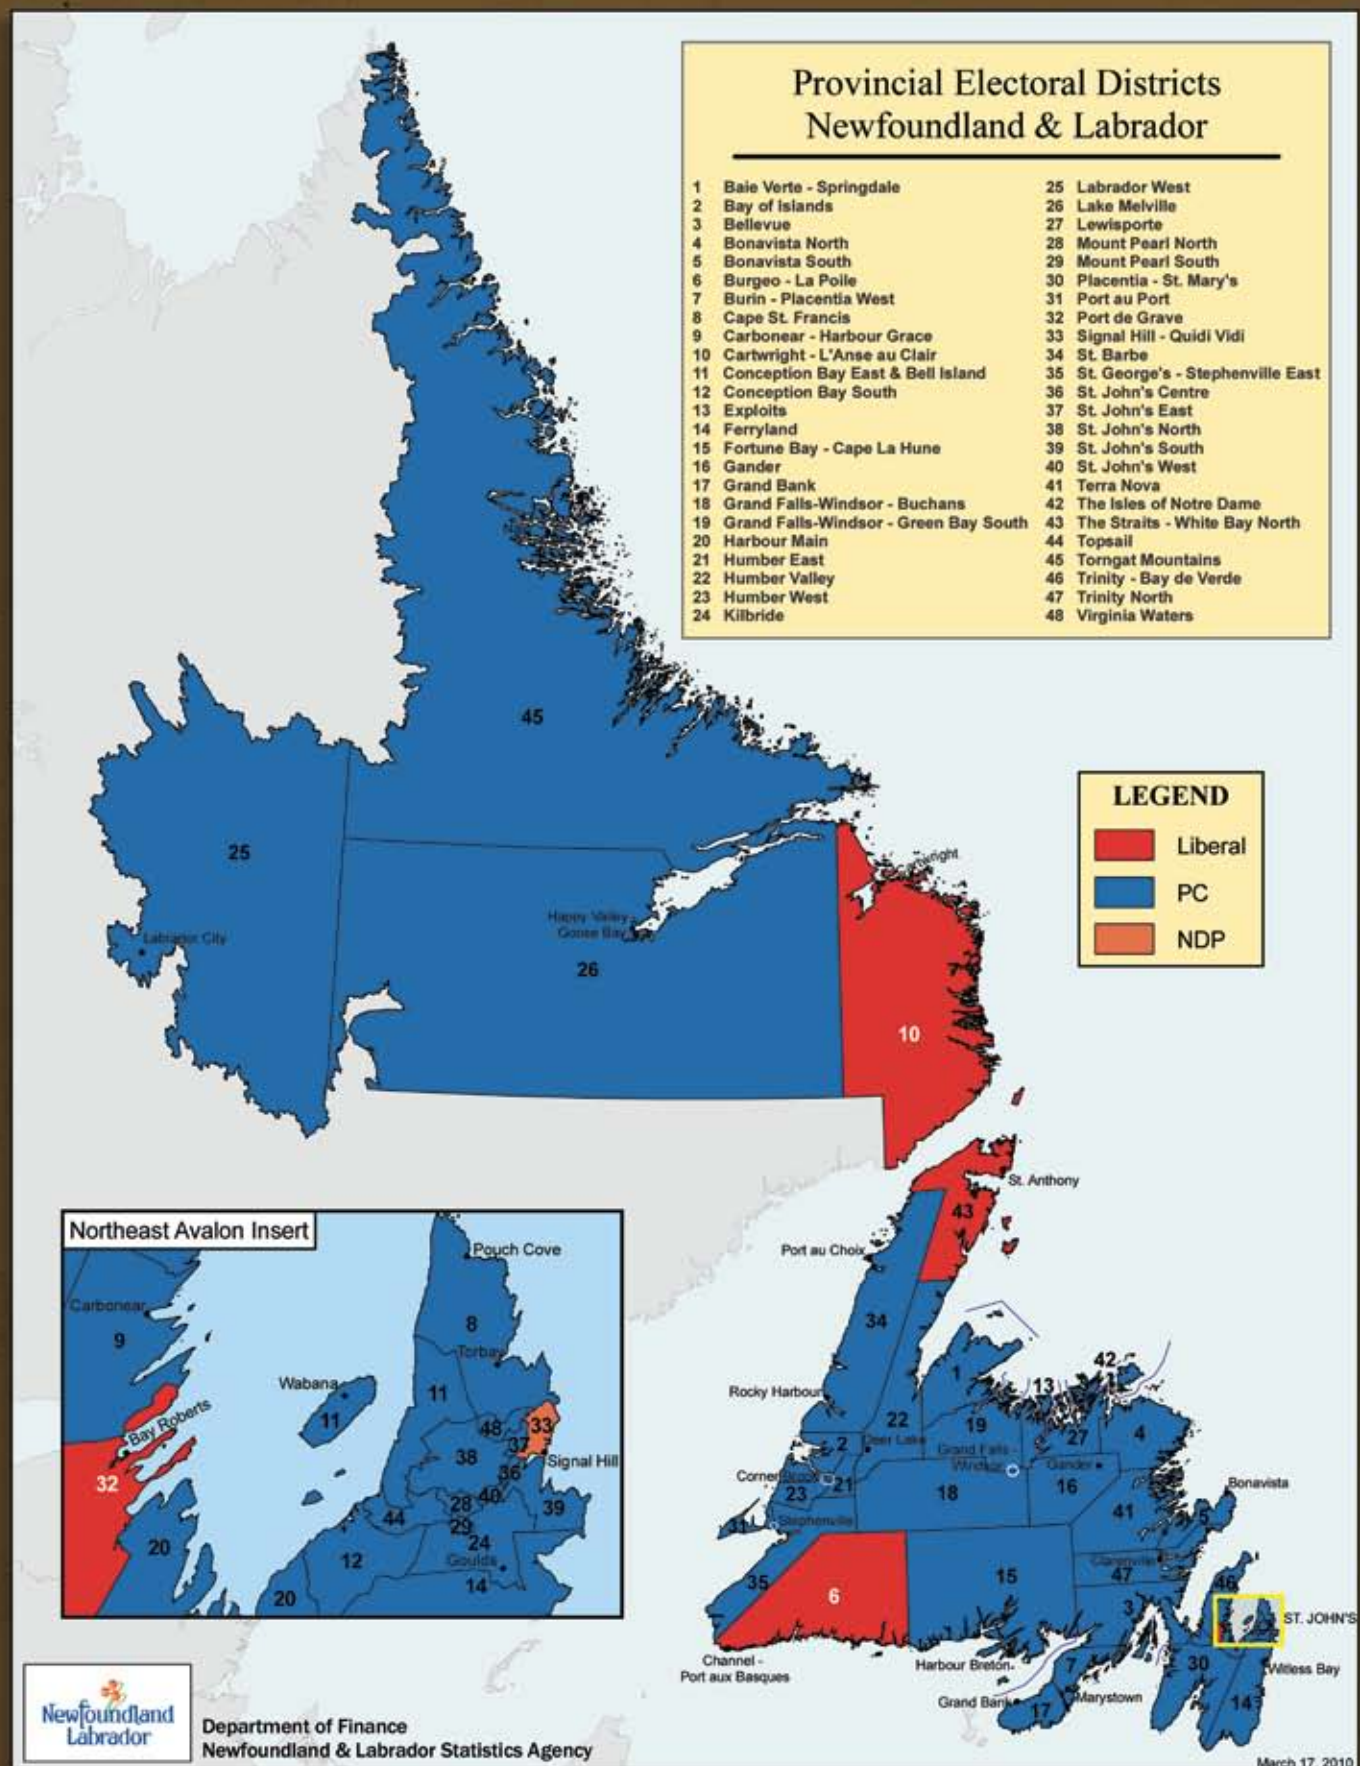 Provincial Electoral Districts
Newfoundland & Labrador
1 Baie Verte - Springdale
2 Bay of Islands
3 Bellevue
4 Bonavista North
5 Bonavista South
6 Burgeo - La Poile
7 Burin - Placentia West
8 Cape St. Francis
9 Carbonear - Harbour Grace
10 Cartwright - L'Anse au Clair
11 Conception Bay East & Bell Island
12 Conception Bay South
13 Exploits
14 Ferryland
15 Fortune Bay - Cape La Hune
16 Gander
17 Grand Bank
18 Grand Falls-Windsor - Buchans
19 Grand Falls-Windsor - Green Bay South
20 Harbour Main
21 Humber East
22 Humber Valley
23 Humber West
24 Kilbride
25 Labrador West
26 Lake Melville
27 Lewisporte
28 Mount Pearl North
29 Mount Pearl South
30 Placentia - St. Mary's
31 Port au Port
32 Port de Grave
33 Signal Hill - Quidi Vidi
34 St. Barbe
35 St. George's - Stephenville East
36 St. John's Centre
37 St. John's East
38 St. John's North
39 St. John's South
40 St. John's West
41 Terra Nova
42 The Isles of Notre Dame
43 The Straits - White Bay North
44 Topsail
45 Torngat Mountains
46 Trinity - Bay de Verde
47 Trinity North
48 Virginia Waters
45
LEGEND
Liberal
PC
NDP
25
Cartwright
Labrador City
Happy Valley -
Goose Bay
26
10
St. Anthony
43
Port au Choix
34
42
1
13
Rocky Harbour
22
19
27
4
2
Deer Lake
Grand Falls -
Windsor
Gander
Corner Brook
21
23
18
16
Bonavista
31
Stephenville
41
5
Clarenville
47
35
6
15
46
3
ST. JOHN'S
Channel -
Port aux Basques
Harbour Breton
7
30
Witless Bay
Grand Bank
17
Marystown
14
Northeast Avalon Insert
Pouch Cove
Carbonear
9
8
Torbay
Wabana
11
11
Bay Roberts
48
33
37
38
Signal Hill
36
32
40
28
39
44
29
24
20
12
Goulds
14
20
Newfoundland
Labrador
Department of Finance
Newfoundland & Labrador Statistics Agency
March 17, 2010